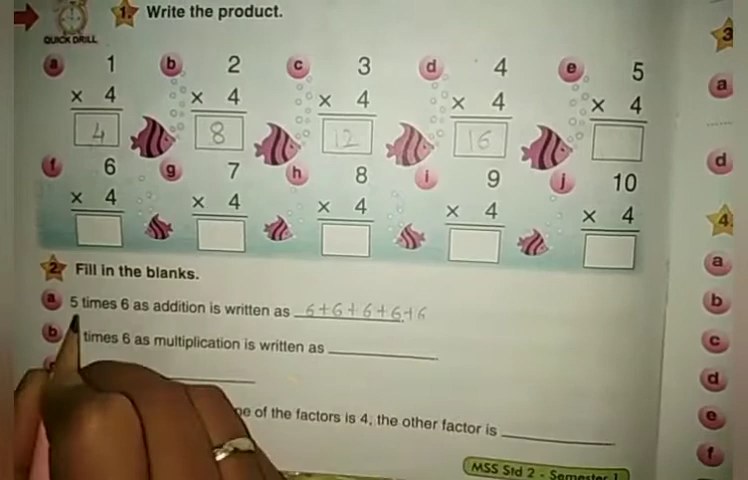 1. Write the product.
QUICK DRILL
a 1 b 2 c 3 d 4 e 5
× 4 × 4 × 4 × 4 × 4
4 8 12 16
f 6 g 7 h 8 i 9 j 10
× 4 × 4 × 4 × 4 × 4
2. Fill in the blanks.
a 5 times 6 as addition is written as 6+6+6+6+6
b times 6 as multiplication is written as
of the factors is 4, the other factor is
MSS Std 2 - Semester
3
a
d
4
a
b
c
d
e
f